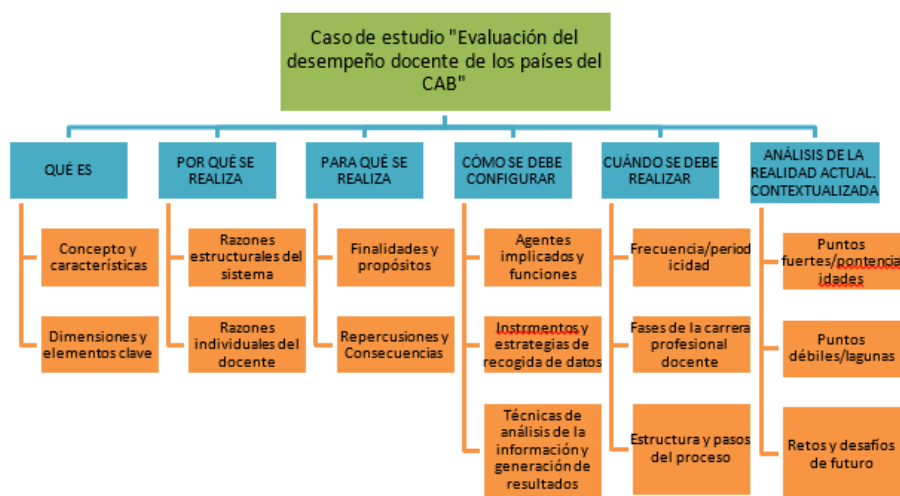 Caso de estudio "Evaluación del
desempeño docente de los países del
CAB"
QUÉ ES
Concepto y
características
Dimensiones y
elementos clave
POR QUÉ SE
REALIZA
Razones
estructurales del
sistema
Razones
individuales del
docente
PARA QUÉ SE
REALIZA
Finalidades y
propósitos
Repercusiones y
Consecuencias
CÓMO SE DEBE
CONFIGURAR
Agentes
implicados y
funciones
Instrmentos y
estrategias de
recogida de datos
Técnicas de
análisis de la
información y
generación de
resultados
CUÁNDO SE DEBE
REALIZAR
Frecuencia/period
icidad
Fases de la carrera
profesional
docente
Estructura y pasos
del proceso
ANÁLISIS DE LA
REALIDAD ACTUAL.
CONTEXTUALIZADA
Puntos
fuertes/pontencial
idades
Puntos
débiles/lagunas
Retos y desafíos
de futuro